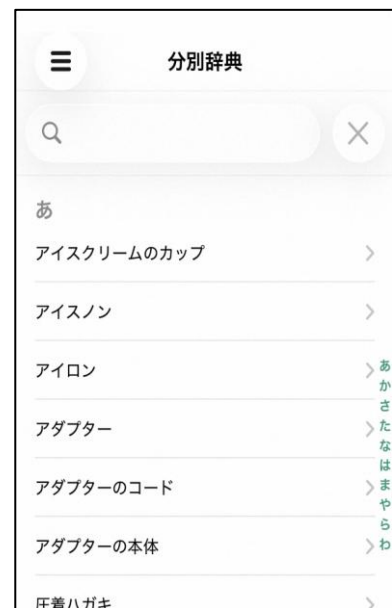 分別辞典
あ
アイスクリームのカップ
アイスノン
アイロン
アダプター
アダプターのコード
アダプターの本体
圧着ハガキ
あ
か
さ
た
な
は
ま
や
ら
わ